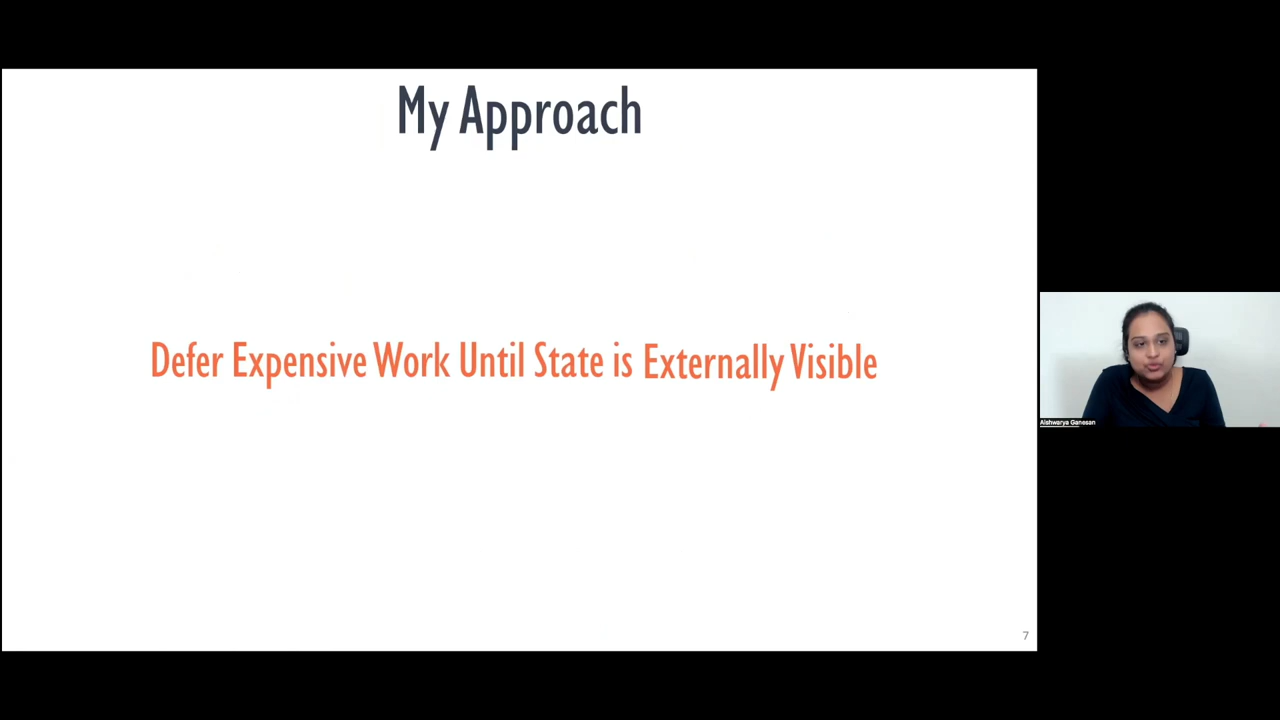 My Approach
Defer Expensive Work Until State is Externally Visible
Aishwarya Ganesan
7